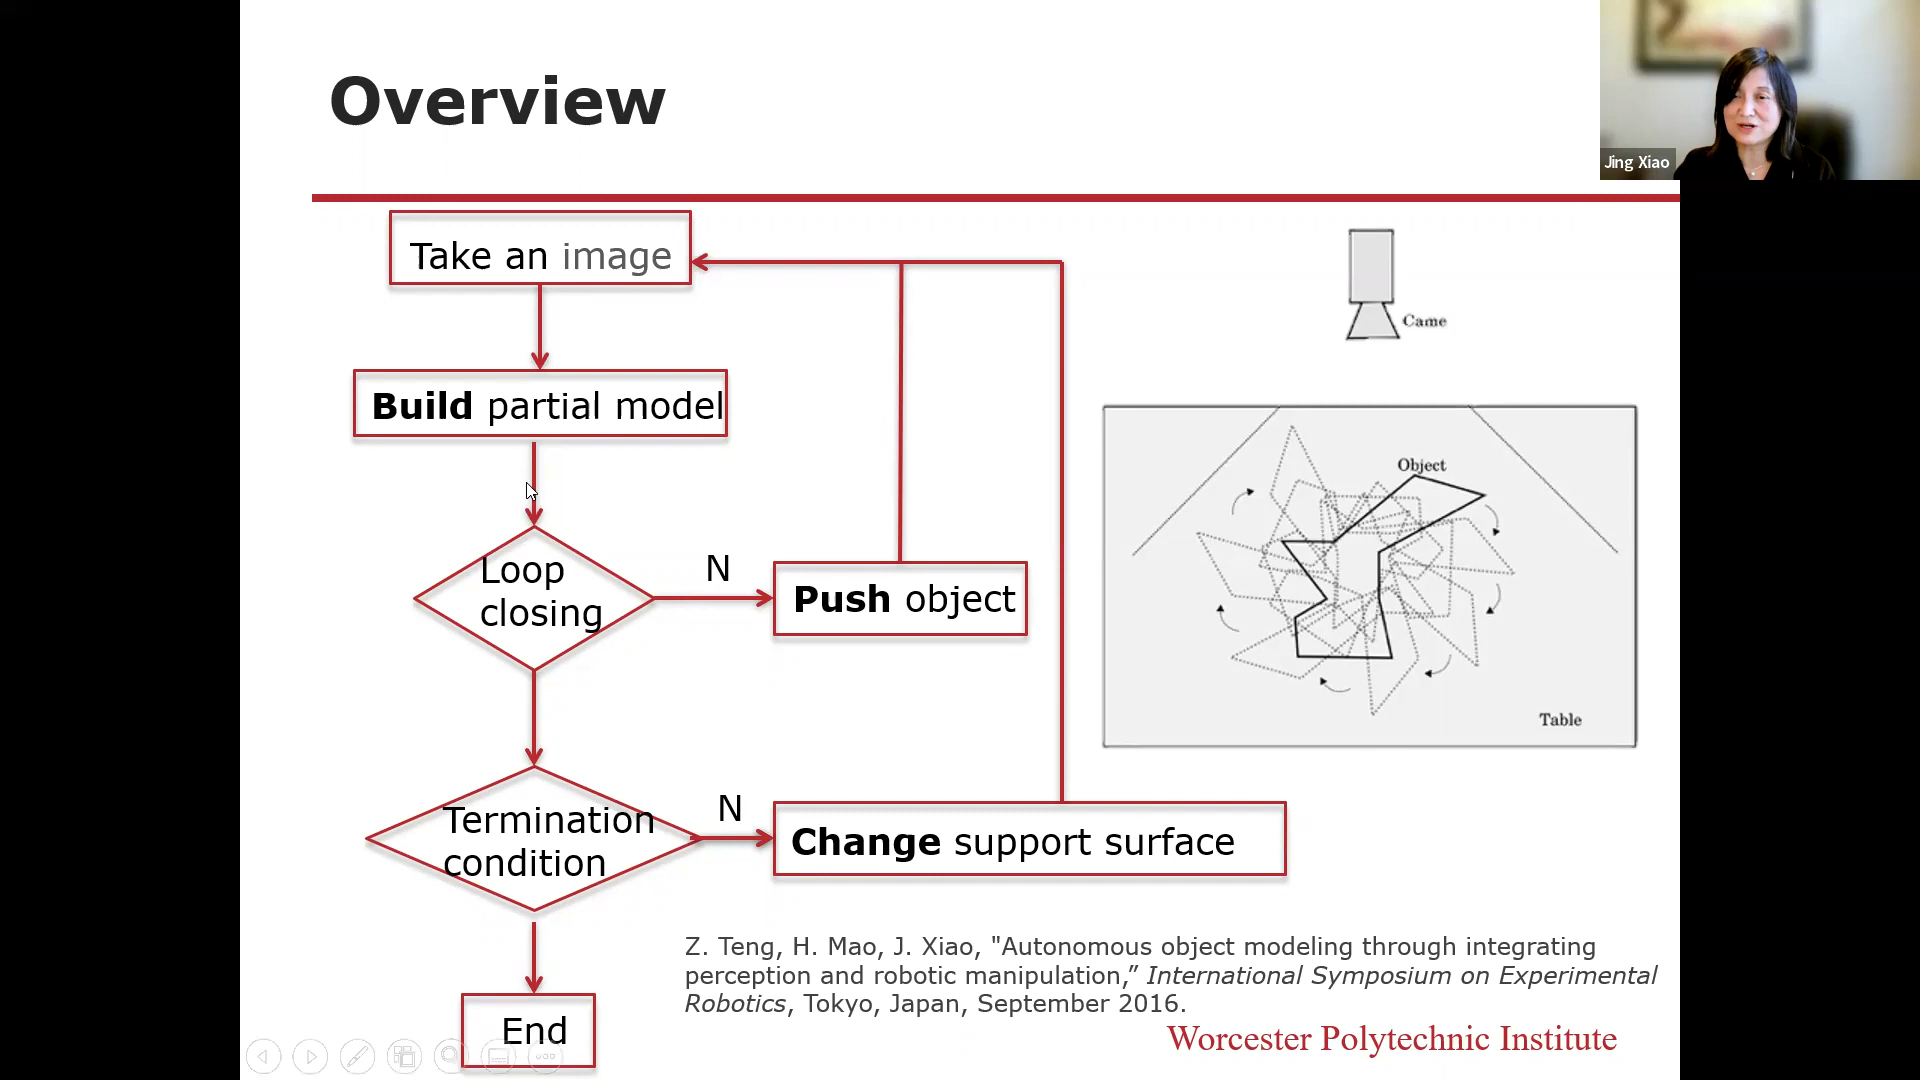 Overview
Jing Xiao
Take an image
Came
Build partial model
Object
Loop
closing
N
Push object
Table
Termination
condition
N
Change support surface
Z. Teng, H. Mao, J. Xiao, "Autonomous object modeling through integrating
perception and robotic manipulation,” International Symposium on Experimental
Robotics, Tokyo, Japan, September 2016.
End
Worcester Polytechnic Institute